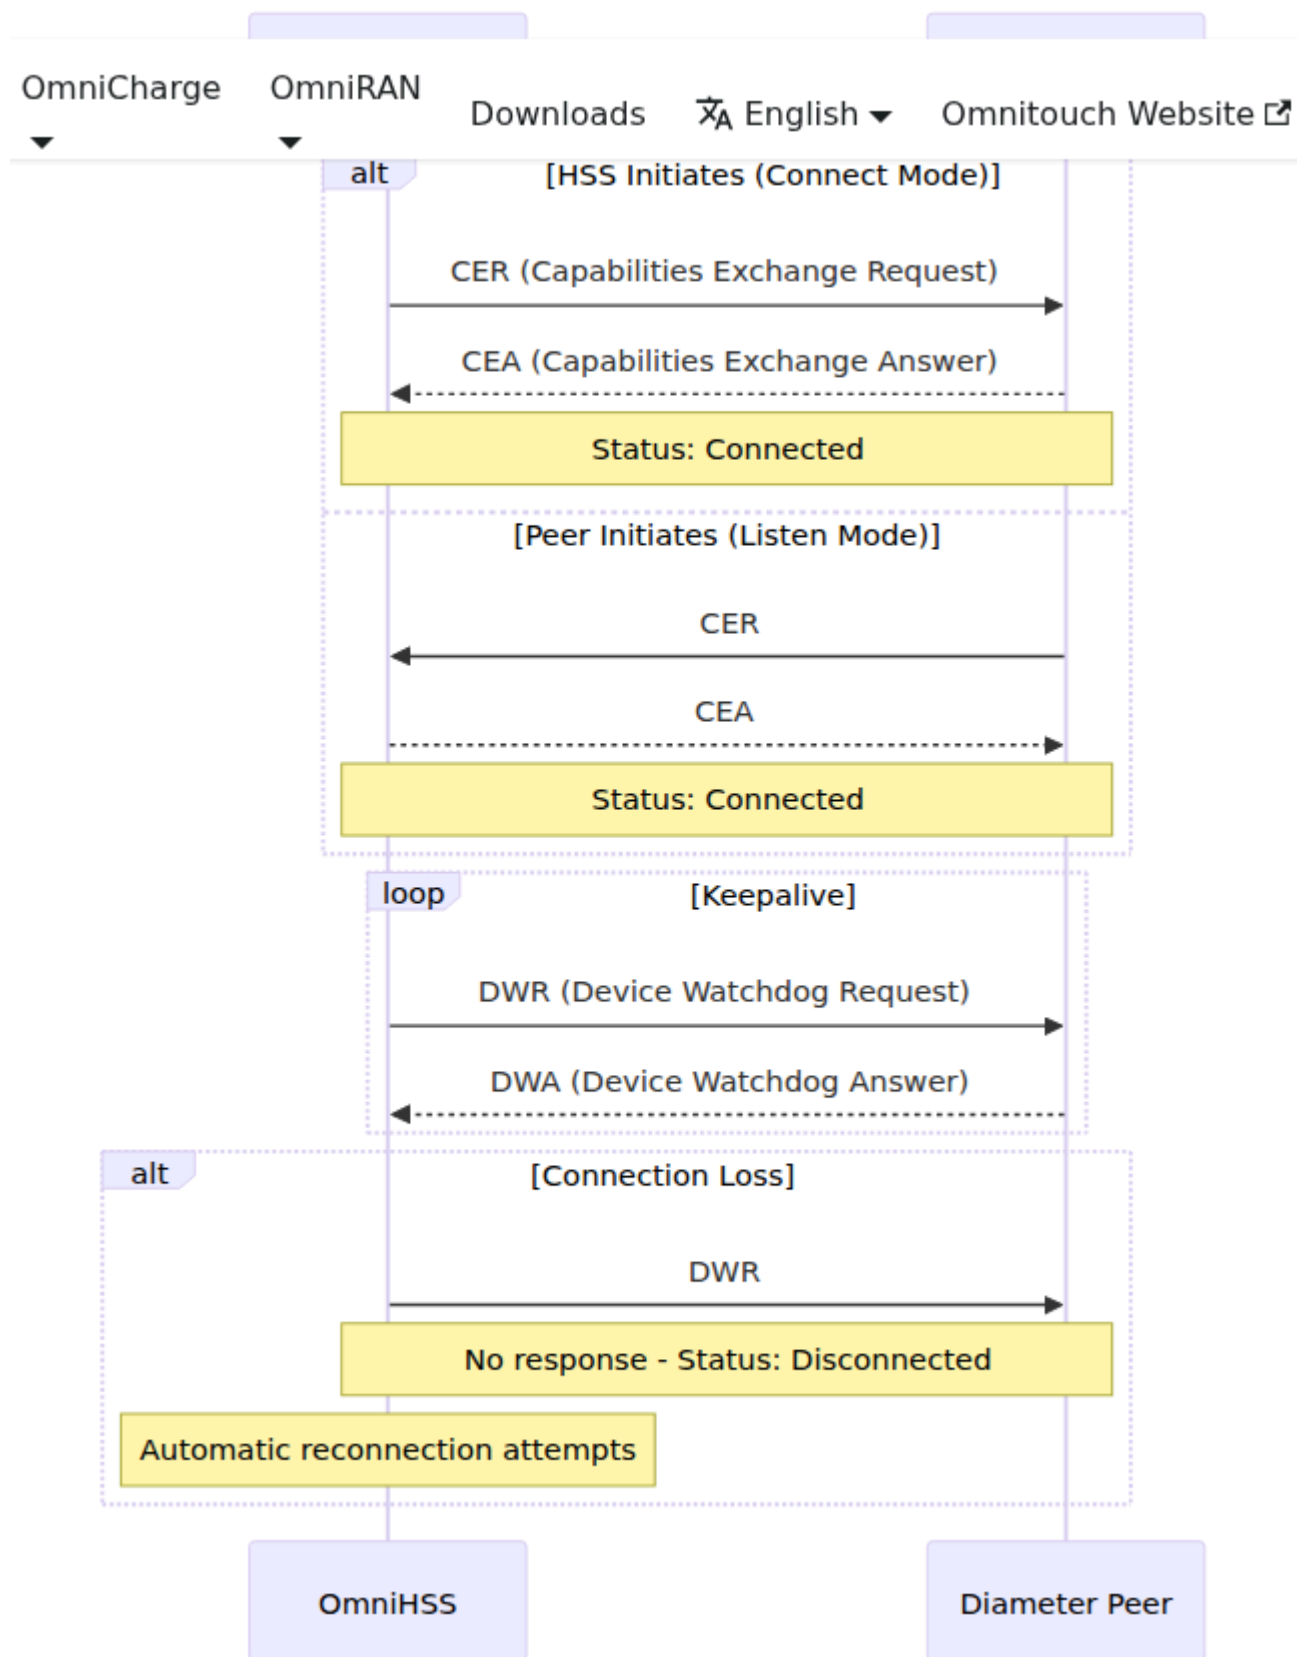 OmniCharge
OmniRAN
Downloads
English
Omnitouch Website
alt
[HSS Initiates (Connect Mode)]
CER (Capabilities Exchange Request)
CEA (Capabilities Exchange Answer)
Status: Connected
[Peer Initiates (Listen Mode)]
CER
CEA
Status: Connected
loop
[Keepalive]
DWR (Device Watchdog Request)
DWA (Device Watchdog Answer)
alt
[Connection Loss]
DWR
No response - Status: Disconnected
Automatic reconnection attempts
OmniHSS
Diameter Peer